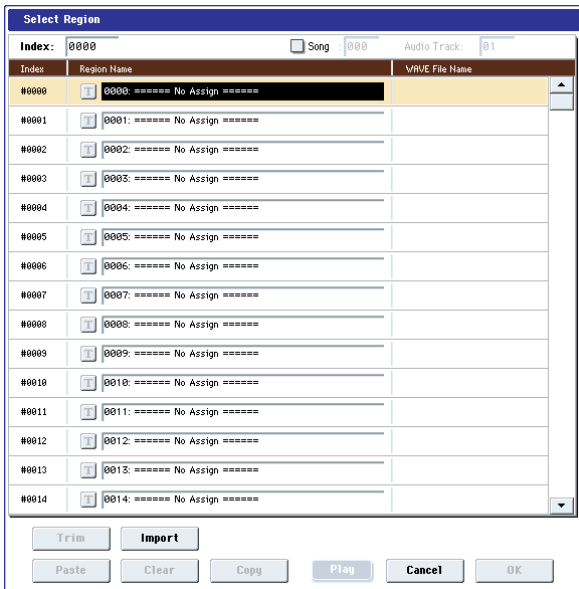 Select Region
Index: 0000 Song : 000 Audio Track: 01
Index Region Name WAVE File Name
#0000 T 0000: ====== No Assign ======
#0001 T 0001: ====== No Assign ======
#0002 T 0002: ====== No Assign ======
#0003 T 0003: ====== No Assign ======
#0004 T 0004: ====== No Assign ======
#0005 T 0005: ====== No Assign ======
#0006 T 0006: ====== No Assign ======
#0007 T 0007: ====== No Assign ======
#0008 T 0008: ====== No Assign ======
#0009 T 0009: ====== No Assign ======
#0010 T 0010: ====== No Assign ======
#0011 T 0011: ====== No Assign ======
#0012 T 0012: ====== No Assign ======
#0013 T 0013: ====== No Assign ======
#0014 T 0014: ====== No Assign ======
Trim Import
Paste Clear Copy Play Cancel OK